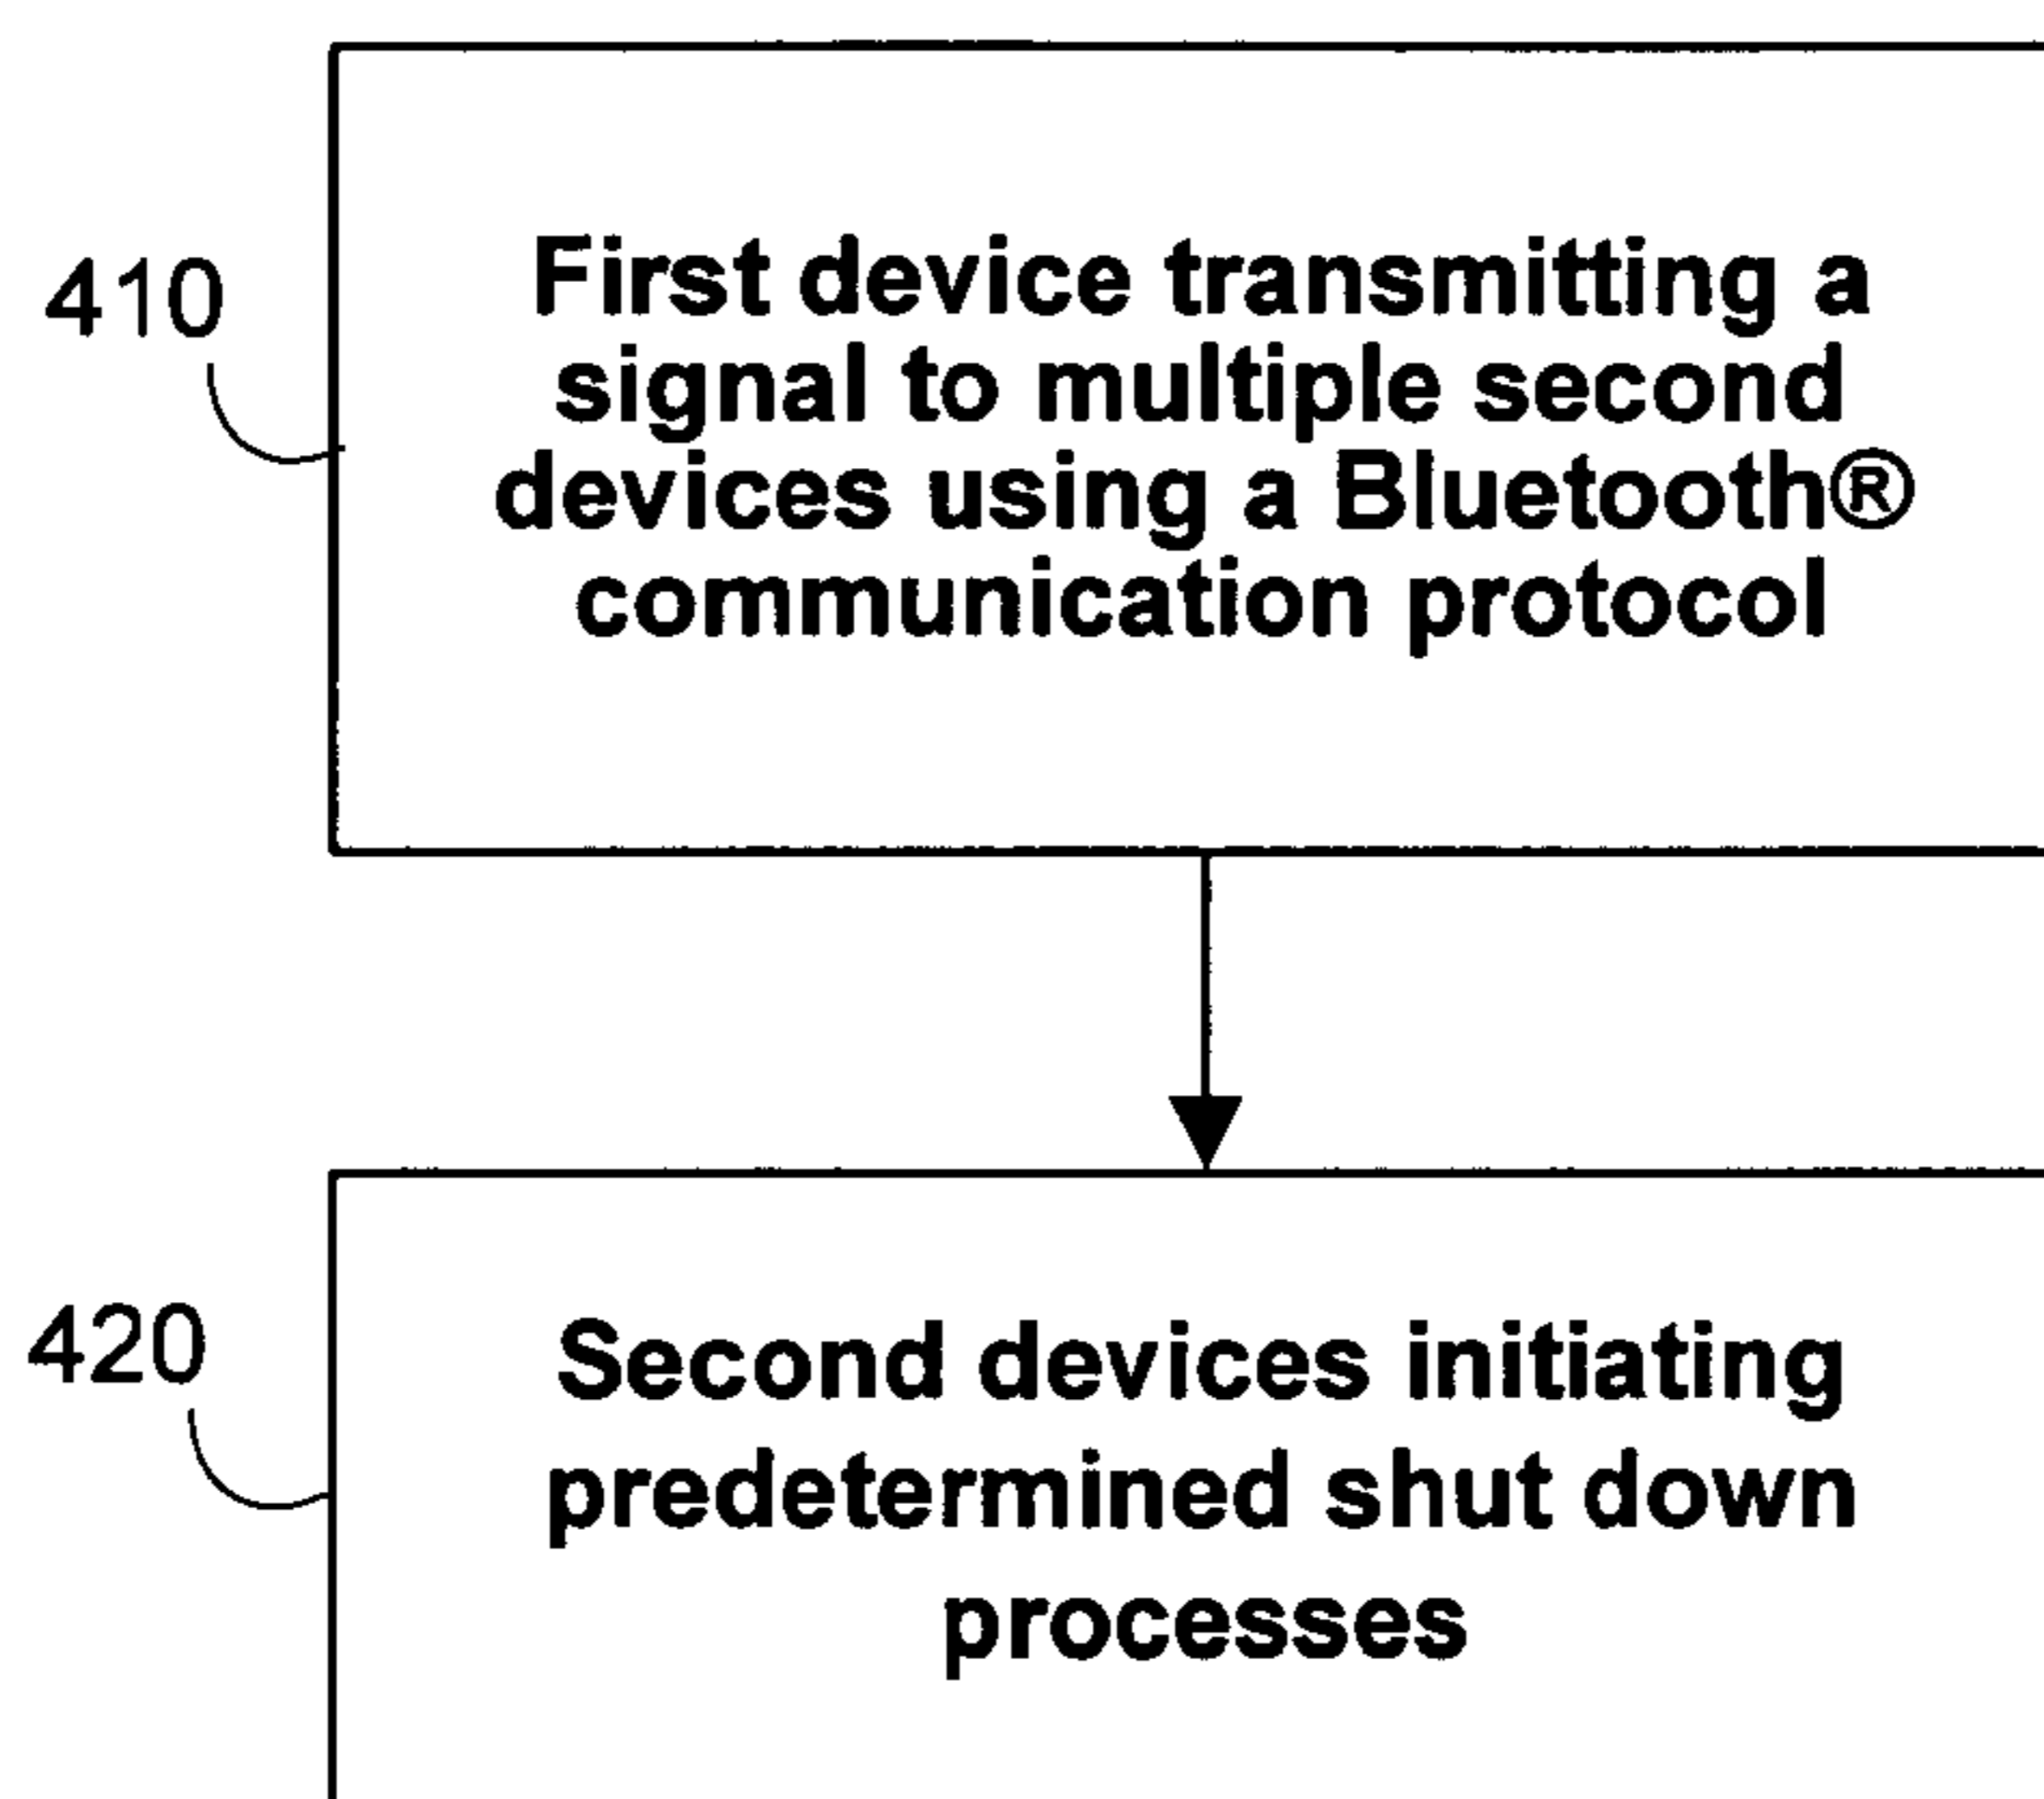 410
First device transmitting a
signal to multiple second
devices using a Bluetooth®
communication protocol
420
Second devices initiating
predetermined shut down
processes